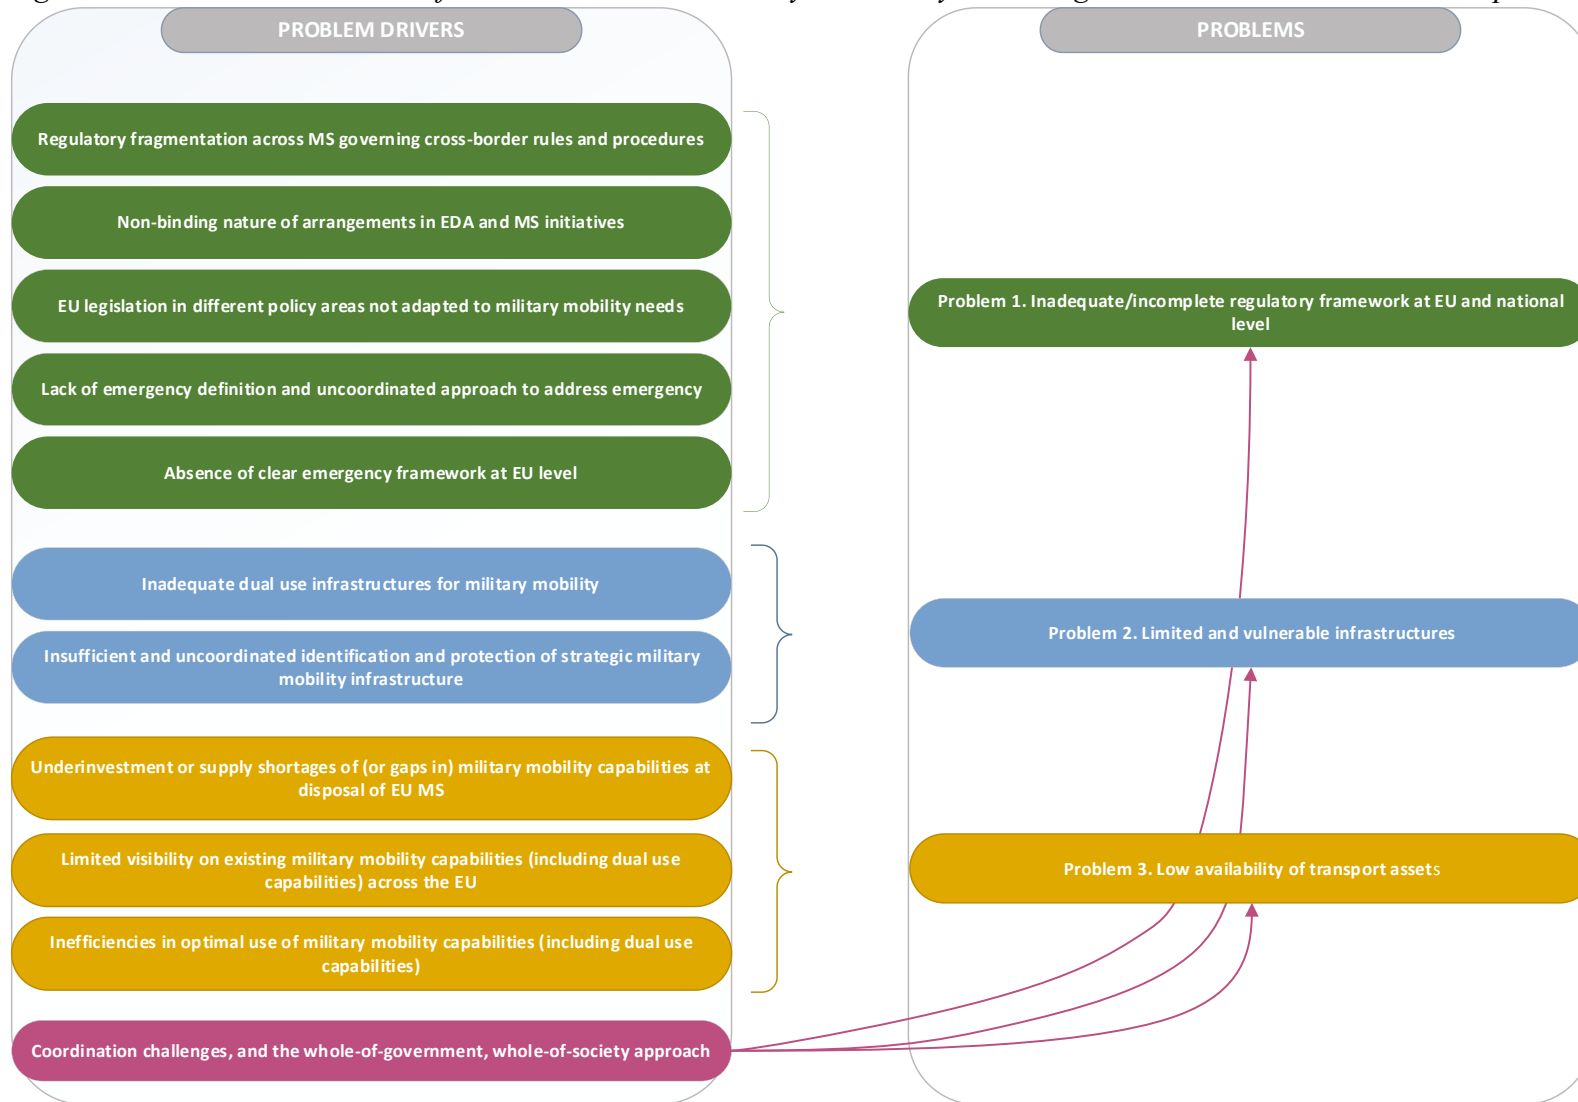 PROBLEM DRIVERS
Regulatory fragmentation across MS governing cross-border rules and procedures
Non-binding nature of arrangements in EDA and MS initiatives
EU legislation in different policy areas not adapted to military mobility needs
Lack of emergency definition and uncoordinated approach to address emergency
Absence of clear emergency framework at EU level
Inadequate dual use infrastructures for military mobility
Insufficient and uncoordinated identification and protection of strategic military
mobility infrastructure
Underinvestment or supply shortages of (or gaps in) military mobility capabilities at
disposal of EU MS
Limited visibility on existing military mobility capabilities (including dual use
capabilities) across the EU
Inefficiencies in optimal use of military mobility capabilities (including dual use
capabilities)
Coordination challenges, and the whole-of-government, whole-of-society approach
PROBLEMS
Problem 1. Inadequate/incomplete regulatory framework at EU and national
level
Problem 2. Limited and vulnerable infrastructures
Problem 3. Low availability of transport assets